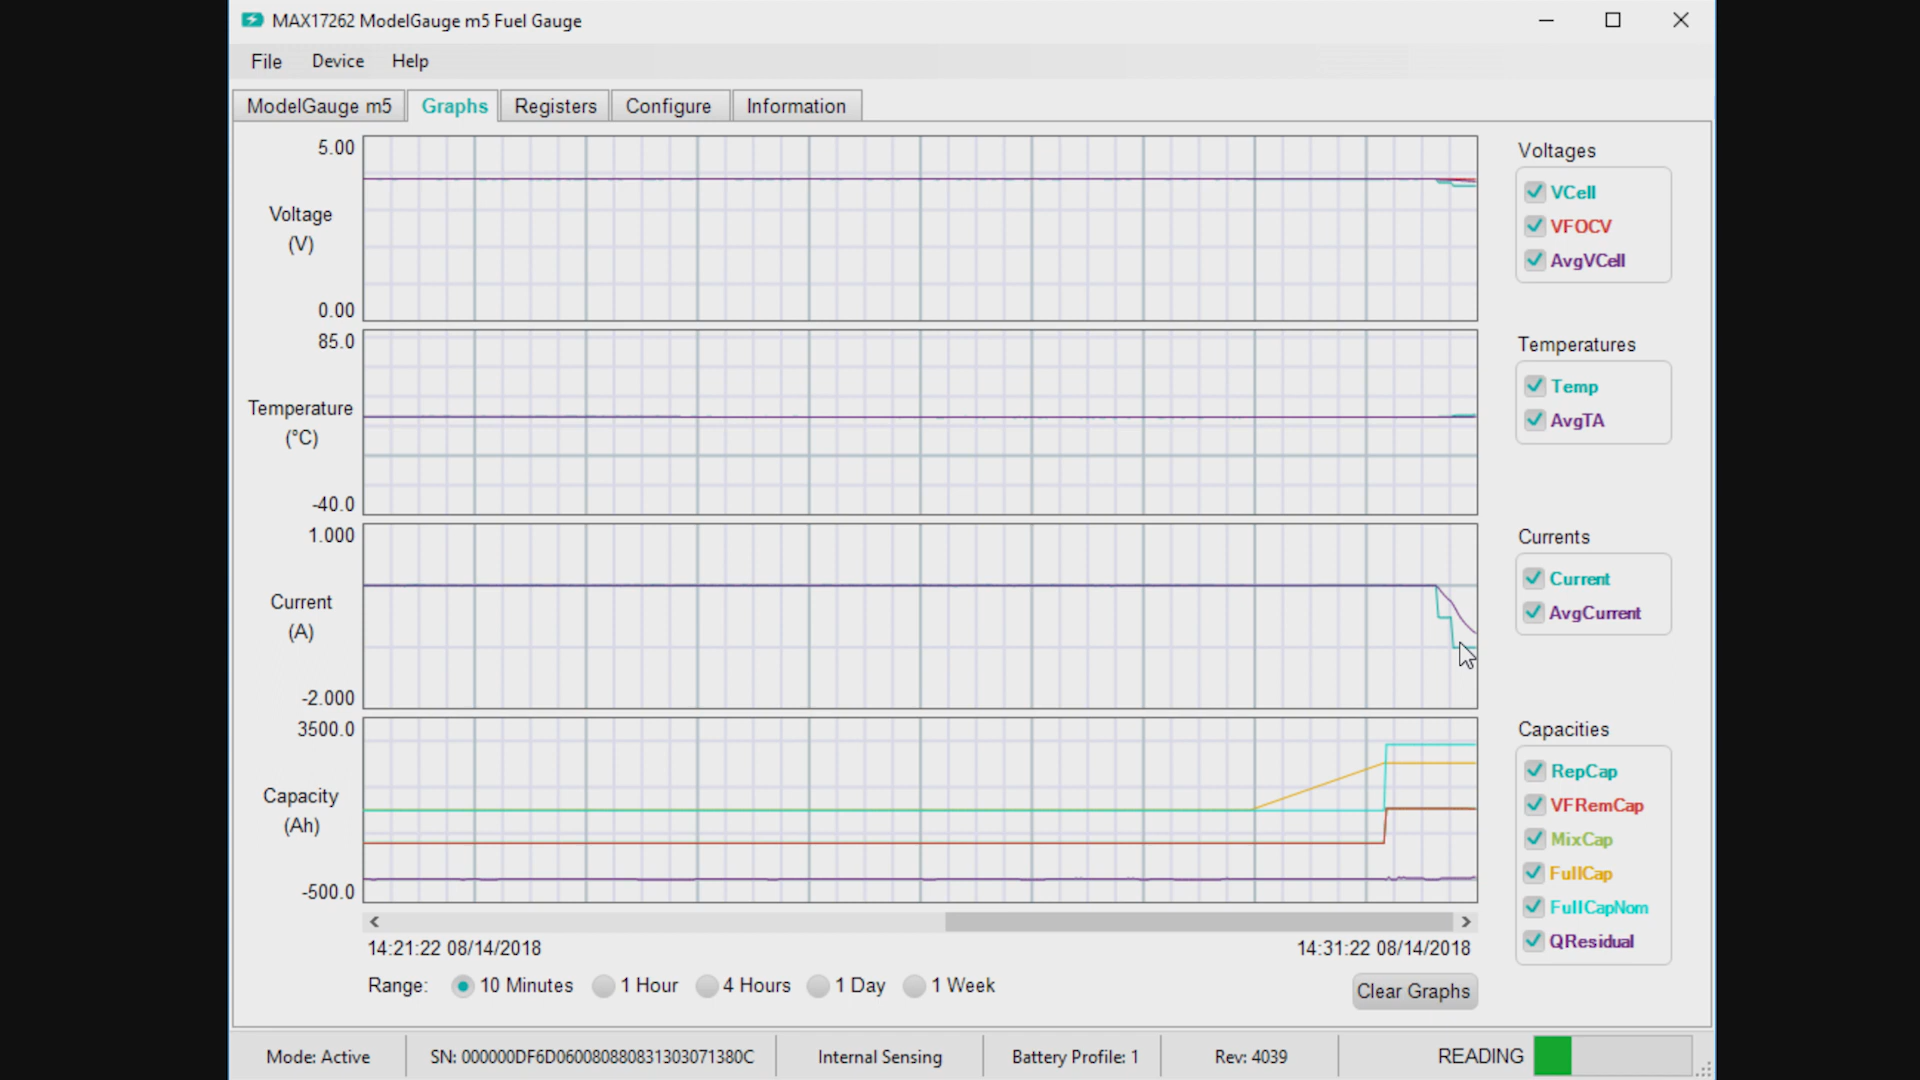 MAX17262 ModelGauge m5 Fuel Gauge
File Device Help
ModelGauge m5 Graphs Registers Configure Information
5.00
Voltage
(V)
0.00
Voltages
VCell
VFOCV
AvgVCell
85.0
Temperature
(°C)
-40.0
Temperatures
Temp
AvgTA
1.000
Current
(A)
-2.000
Currents
Current
AvgCurrent
3500.0
Capacity
(Ah)
-500.0
Capacities
RepCap
VFRemCap
MixCap
FullCap
FullCapNom
QResidual
14:21:22 08/14/2018 14:31:22 08/14/2018
Range: 10 Minutes 1 Hour 4 Hours 1 Day 1 Week
Clear Graphs
Mode: Active SN: 000000DF6D060080880831303071380C Internal Sensing Battery Profile: 1 Rev: 4039 READING